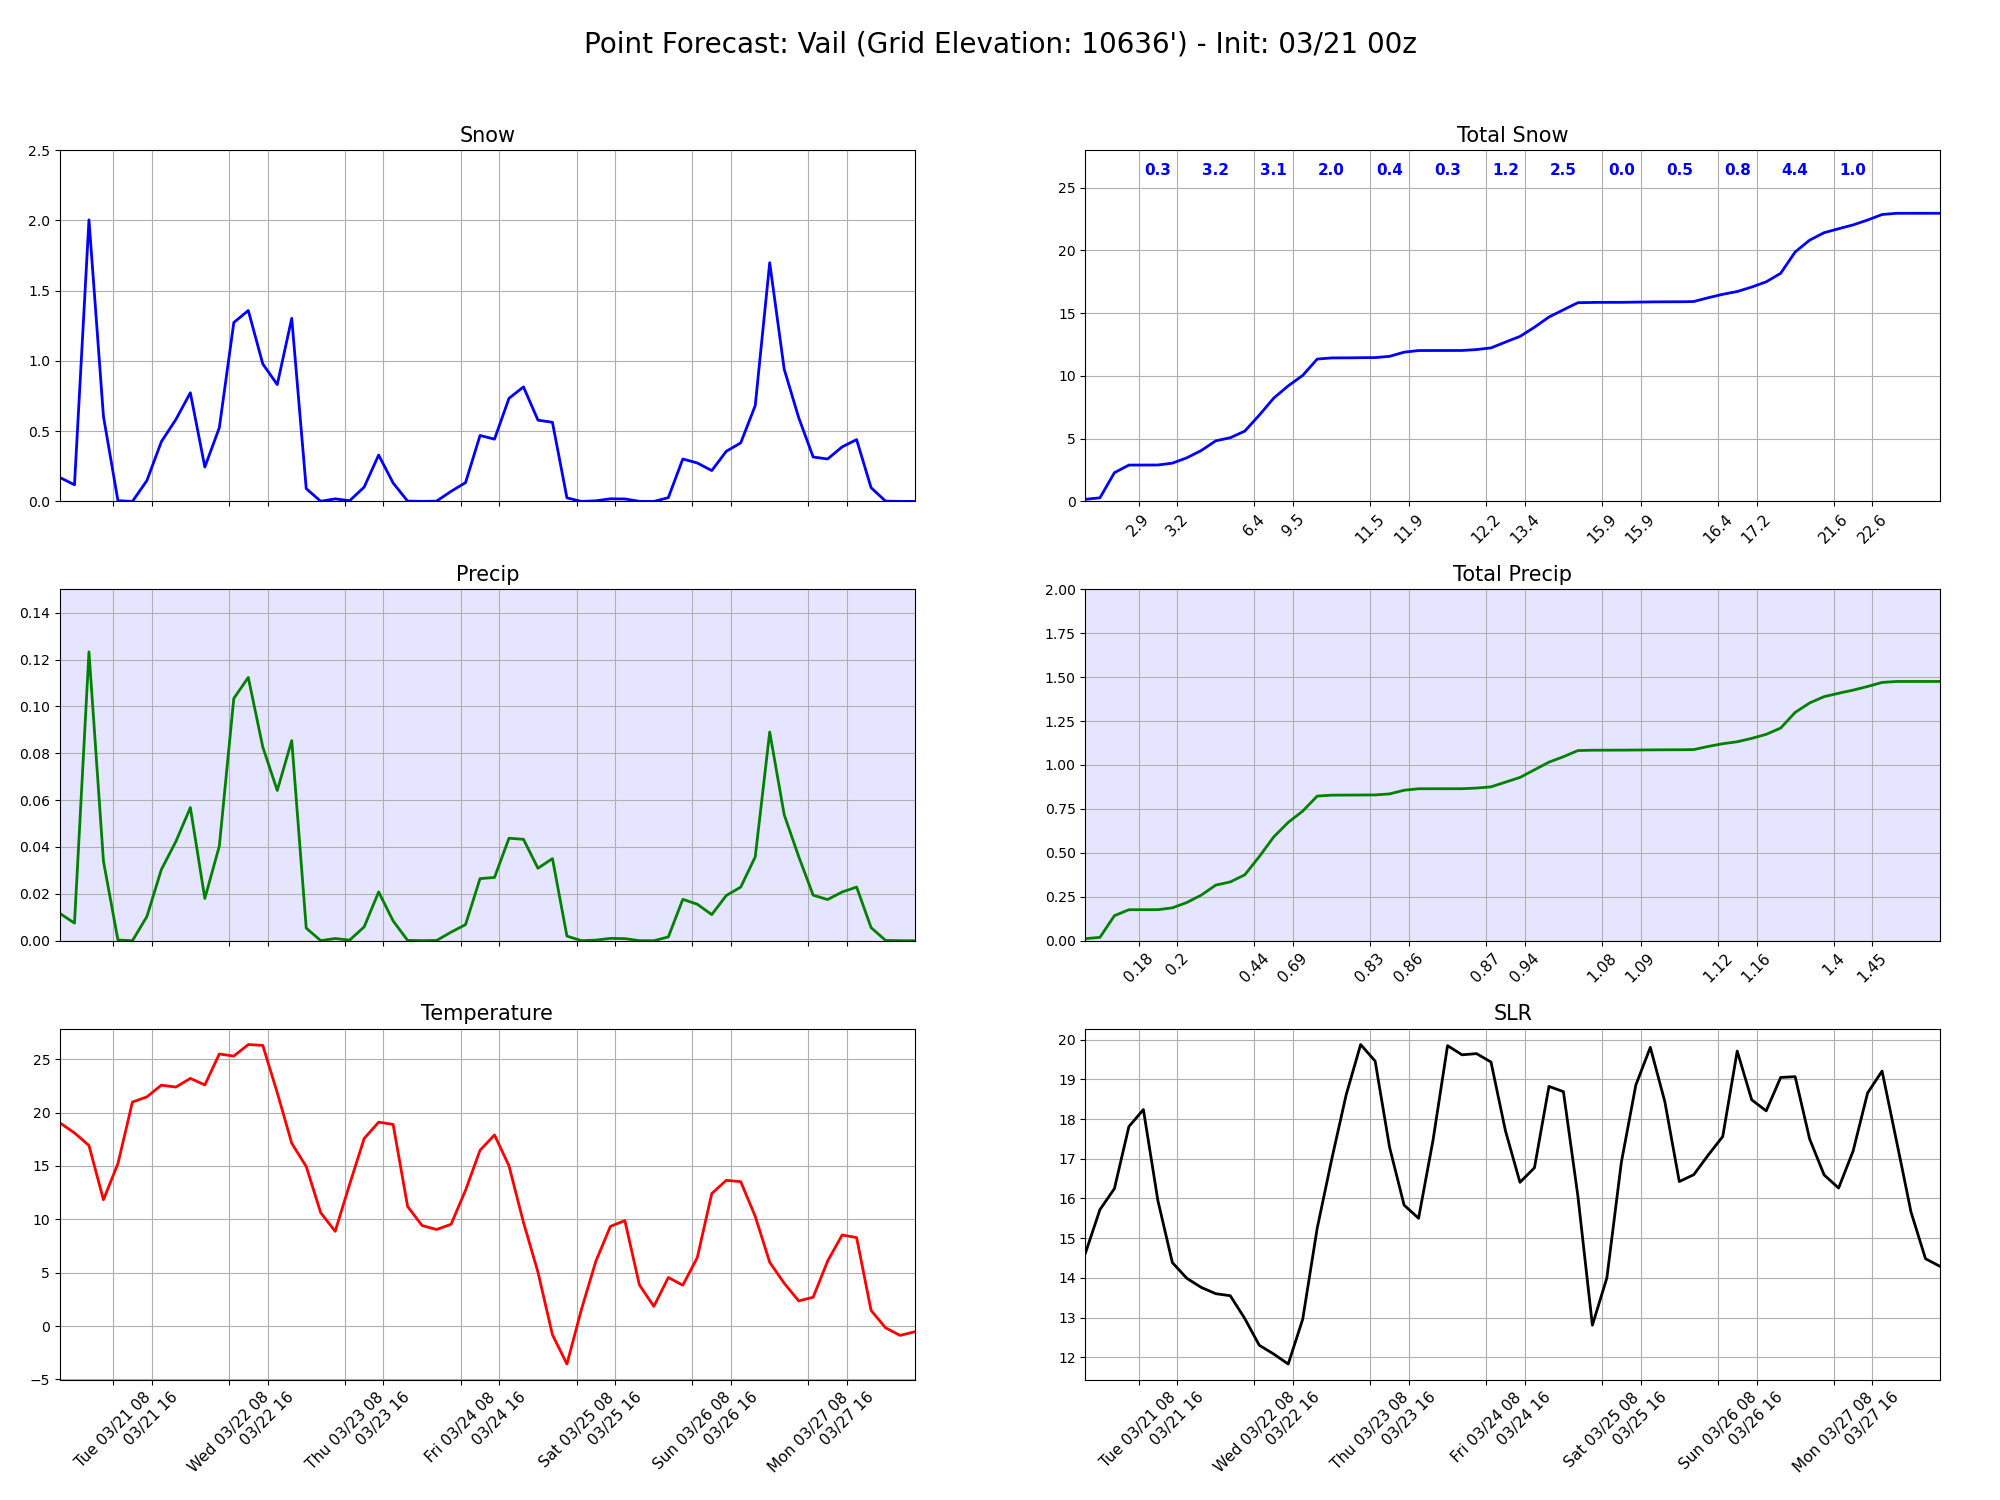 Point Forecast: Vail (Grid Elevation: 10636') - Init: 03/21 00z
Snow
2.5
2.0
1.5
1.0
0.5
0.0
Total Snow
0.3 3.2 3.1 2.0 0.4 0.3 1.2 2.5 0.0 0.5 0.8 4.4 1.0
25
20
15
10
5
0
2.9 3.2 6.4 9.5 11.5 11.9 12.2 13.4 15.9 15.9 16.4 17.2 21.6 22.6
Precip
0.14
0.12
0.10
0.08
0.06
0.04
0.02
0.00
Total Precip
2.00
1.75
1.50
1.25
1.00
0.75
0.50
0.25
0.00
0.18 0.2 0.44 0.69 0.83 0.86 0.87 0.94 1.08 1.09 1.12 1.16 1.4 1.45
Temperature
25
20
15
10
5
0
−5
Tue 03/21 08
03/21 16
Wed 03/22 08
03/22 16
Thu 03/23 08
03/23 16
Fri 03/24 08
03/24 16
Sat 03/25 08
03/25 16
Sun 03/26 08
03/26 16
Mon 03/27 08
03/27 16
SLR
20
19
18
17
16
15
14
13
12
Tue 03/21 08
03/21 16
Wed 03/22 08
03/22 16
Thu 03/23 08
03/23 16
Fri 03/24 08
03/24 16
Sat 03/25 08
03/25 16
Sun 03/26 08
03/26 16
Mon 03/27 08
03/27 16